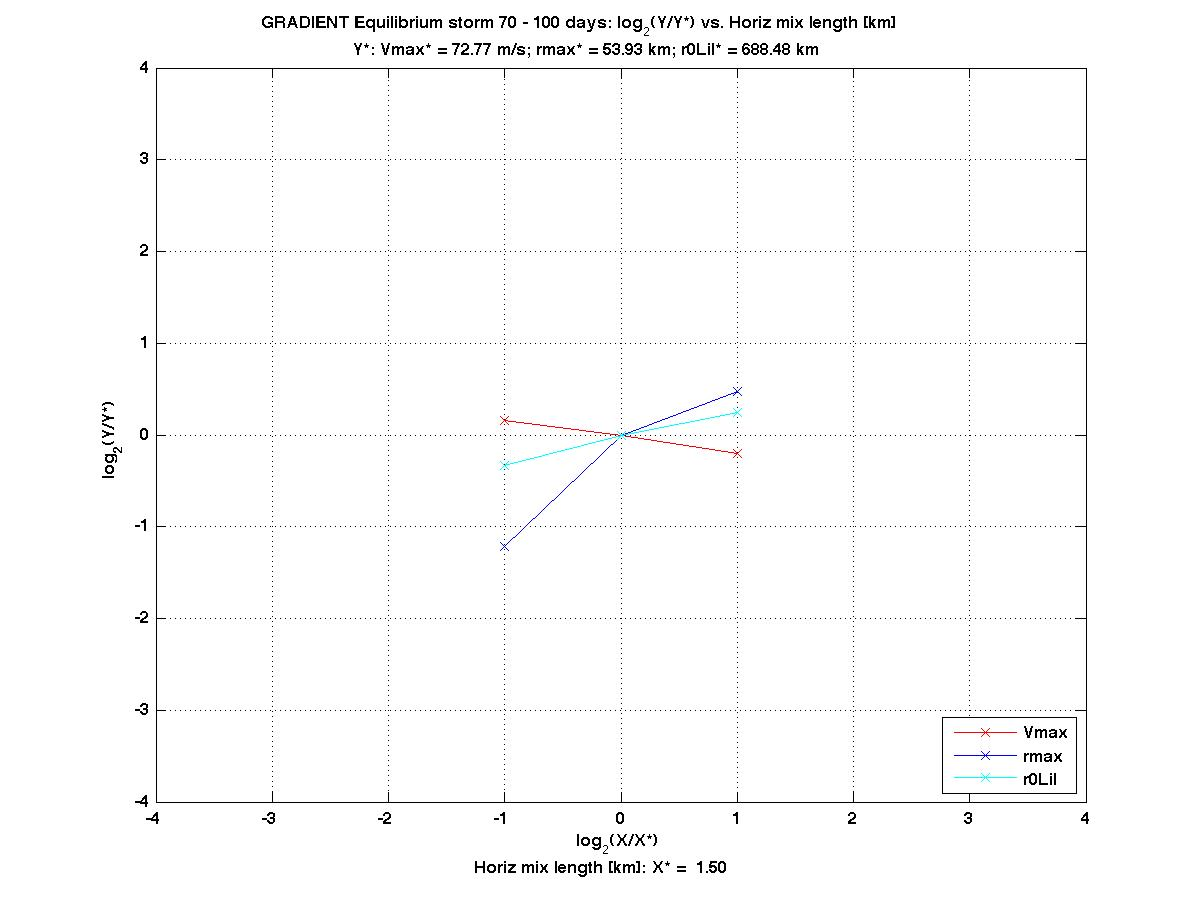 GRADIENT Equilibrium storm 70 - 100 days: log2(Y/Y*) vs. Horiz mix length [km]
Y*: Vmax* = 72.77 m/s; rmax* = 53.93 km; r0Lil* = 688.48 km
4
3
2
1
0
-1
-2
-3
-4
log2(Y/Y*)
Vmax
rmax
r0Lil
-4 -3 -2 -1 0 1 2 3 4
log2(X/X*)
Horiz mix length [km]: X* = 1.50